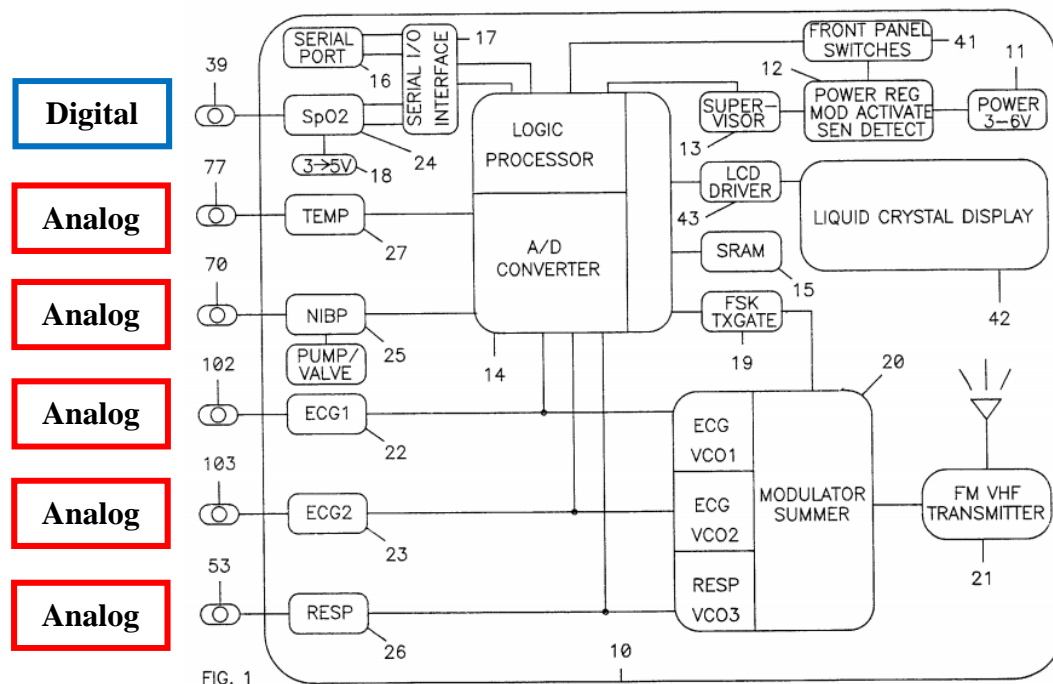 SERIAL
PORT
16
SERIAL I/O
INTERFACE
17
FRONT PANEL
SWITCHES
41
39
Digital
SpO2
24
3→5V
18
LOGIC
PROCESSOR
SUPER-
VISOR
13
12
POWER REG
MOD ACTIVATE
SEN DETECT
11
POWER
3-6V
77
Analog
TEMP
27
A/D
CONVERTER
14
LCD
DRIVER
43
LIQUID CRYSTAL DISPLAY
42
SRAM
15
70
Analog
NIBP
25
PUMP/
VALVE
FSK
TXGATE
19
102
Analog
ECG1
22
20
ECG
VCO1
103
Analog
ECG2
23
ECG
VCO2
MODULATOR
SUMMER
FM VHF
TRANSMITTER
21
53
Analog
RESP
26
RESP
VCO3
10
FIG. 1